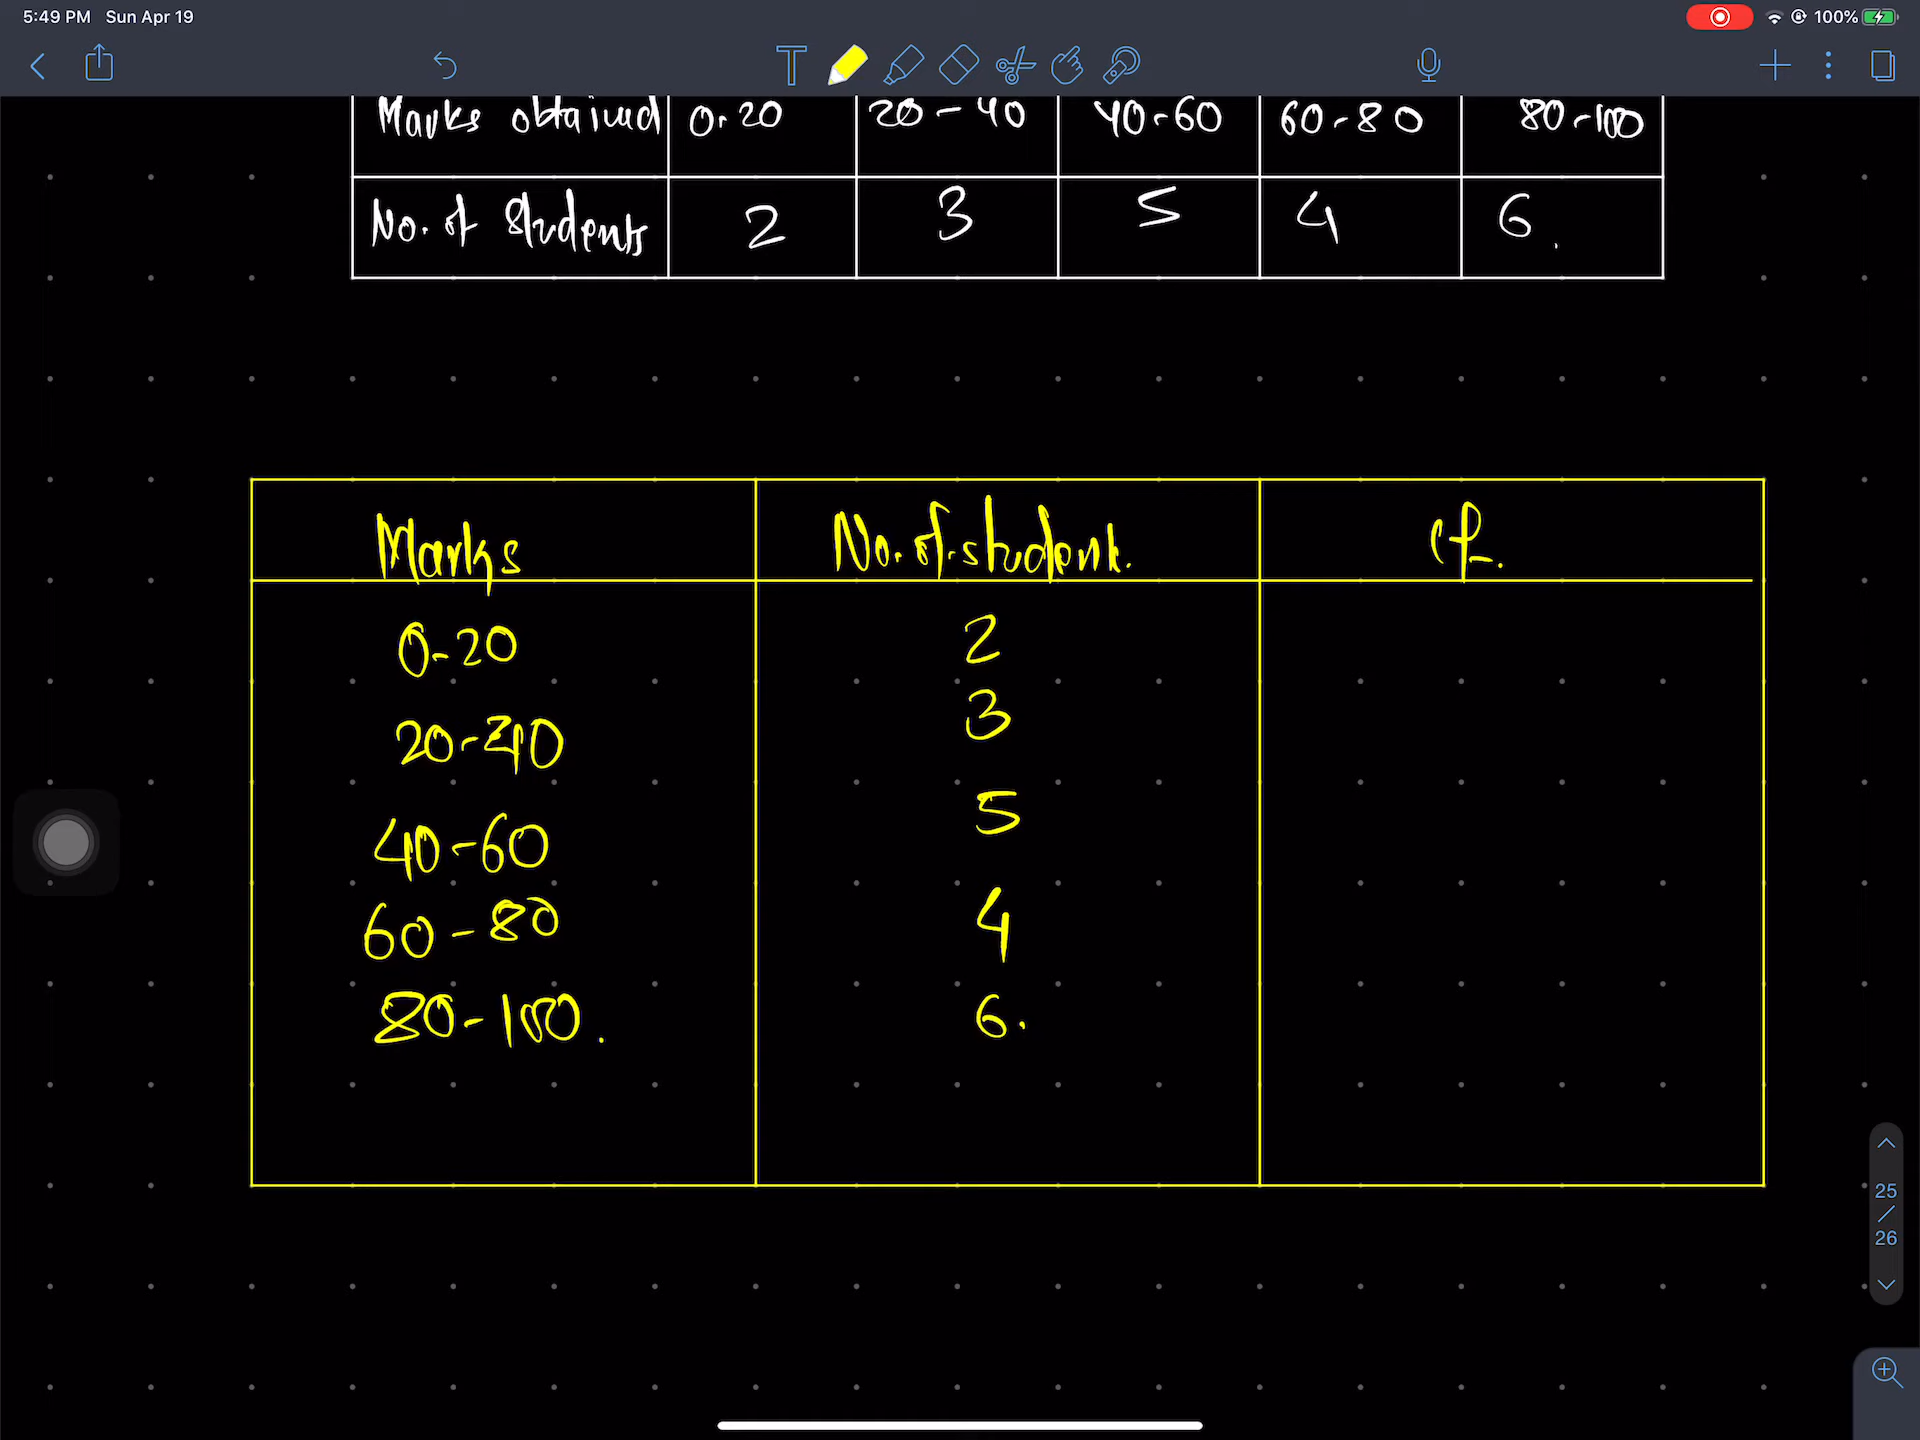 5:49 PM Sun Apr 19 100%
T
Marks obtained 0-20 20-40 40-60 60-80 80-100
No. of Students 2 3 5 4 6.
Marks No. of. student. Cf.
0-20 2
20-40 3
40-60 5
60-80 4
80-100. 6.
25
/
26